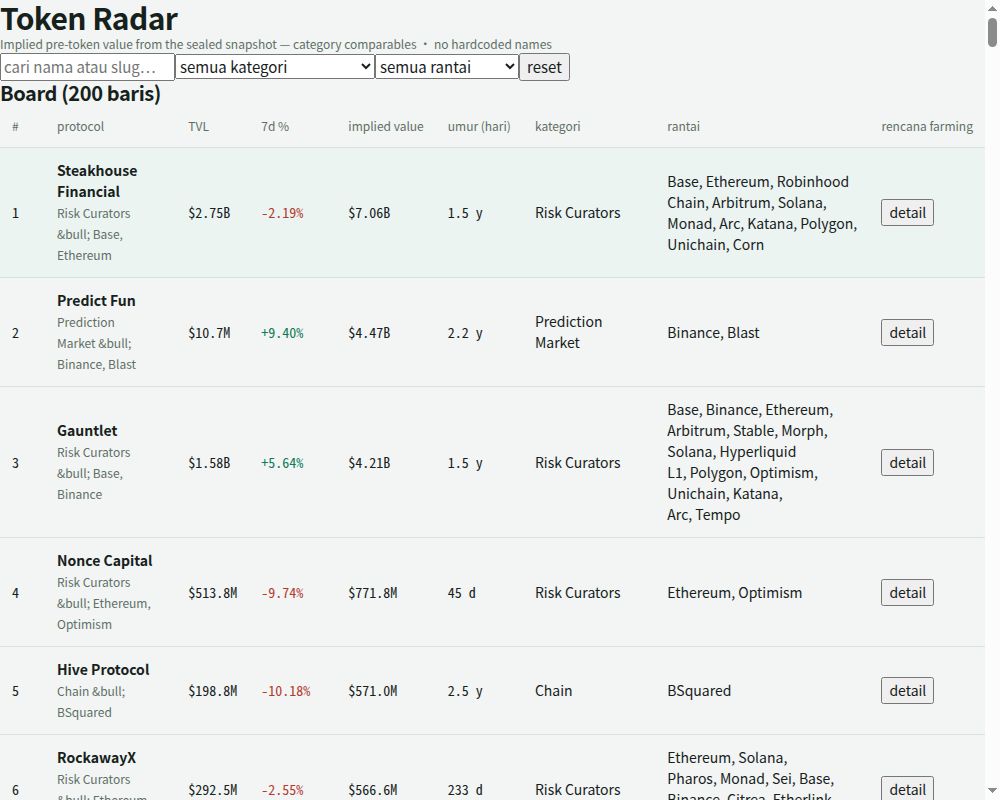 Token Radar
Implied pre-token value from the sealed snapshot — category comparables • no hardcoded names
cari nama atau slug… semua kategori semua rantai reset
Board (200 baris)
# protocol TVL 7d % implied value umur (hari) kategori rantai rencana farming
1 Steakhouse Financial Risk Curators &bull; Base, Ethereum $2.75B -2.19% $7.06B 1.5 y Risk Curators Base, Ethereum, Robinhood Chain, Arbitrum, Solana, Monad, Arc, Katana, Polygon, Unichain, Corn detail
2 Predict Fun Prediction Market &bull; Binance, Blast $10.7M +9.40% $4.47B 2.2 y Prediction Market Binance, Blast detail
3 Gauntlet Risk Curators &bull; Base, Binance $1.58B +5.64% $4.21B 1.5 y Risk Curators Base, Binance, Ethereum, Arbitrum, Stable, Morph, Solana, Hyperliquid L1, Polygon, Optimism, Unichain, Katana, Arc, Tempo detail
4 Nonce Capital Risk Curators &bull; Ethereum, Optimism $513.8M -9.74% $771.8M 45 d Risk Curators Ethereum, Optimism detail
5 Hive Protocol Chain &bull; BSquared $198.8M -10.18% $571.0M 2.5 y Chain BSquared detail
6 RockawayX Risk Curators &bull; Ethereum $292.5M -2.55% $566.6M 233 d Risk Curators Ethereum, Solana, Pharos, Monad, Sei, Base, Binance, Citrea, Etherlink detail